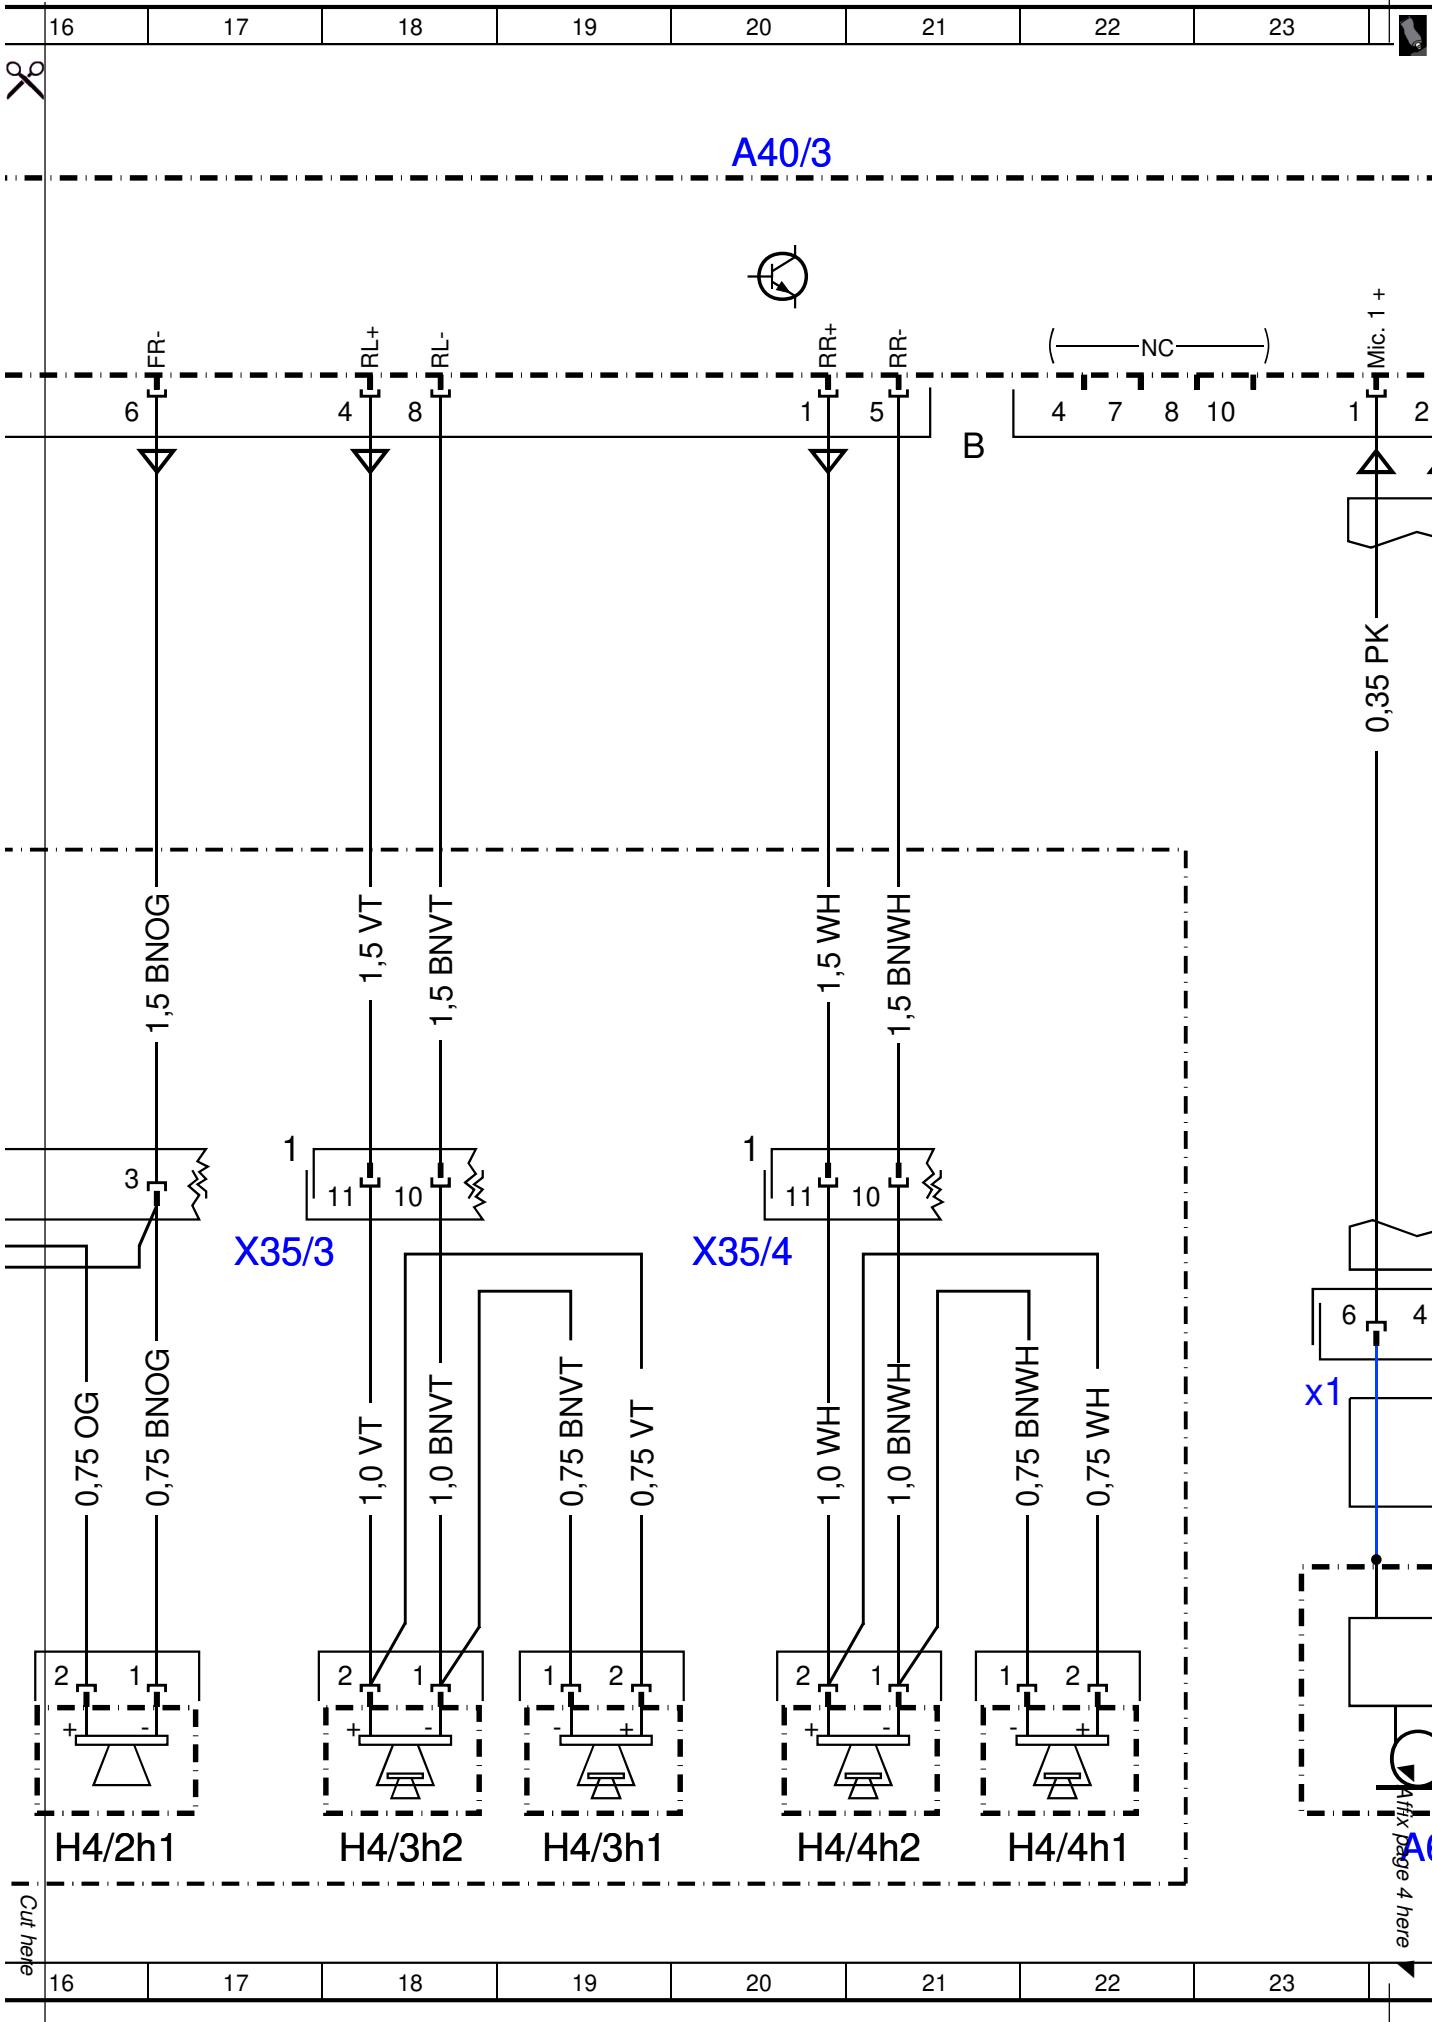 16 17 18 19 20 21 22 23
A40/3
FR- RL+ RL- RR+ RR- NC Mic. 1 +
6 4 8 1 5 4 7 8 10 1 2
B
0,35 PK
1,5 BNOG 1,5 VT 1,5 BNVT 1,5 WH 1,5 BNWH
1 1
3 11 10 11 10
X35/3 X35/4
6 4
x1
0,75 OG 0,75 BNOG 1,0 VT 1,0 BNVT 0,75 BNVT 0,75 VT 1,0 WH 1,0 BNWH 0,75 BNWH 0,75 WH
2 1 2 1 1 2 2 1 1 2
+ - + - - + + - - +
H4/2h1 H4/3h2 H4/3h1 H4/4h2 H4/4h1
Affix page 4 here
Cut here
16 17 18 19 20 21 22 23